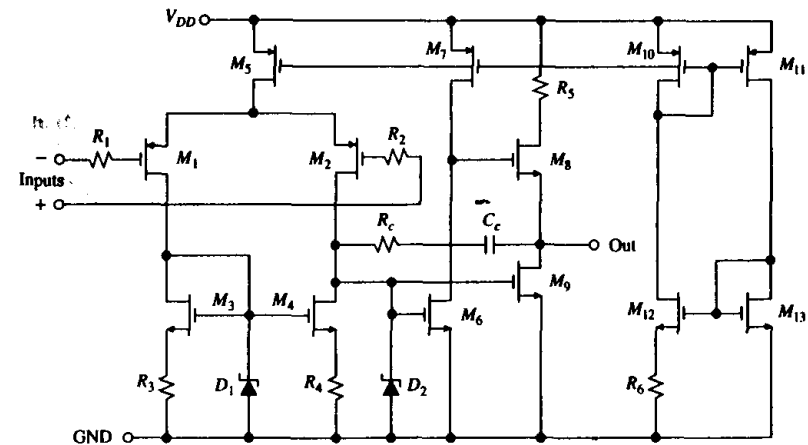 V_DD
M_5
M_7
R_5
M_10
M_11
R_1
−
M_1
Inputs
+
M_2
R_2
M_8
R_c
C_c
Out
M_3
M_4
M_6
M_9
M_12
M_13
R_3
D_1
R_4
D_2
R_6
GND